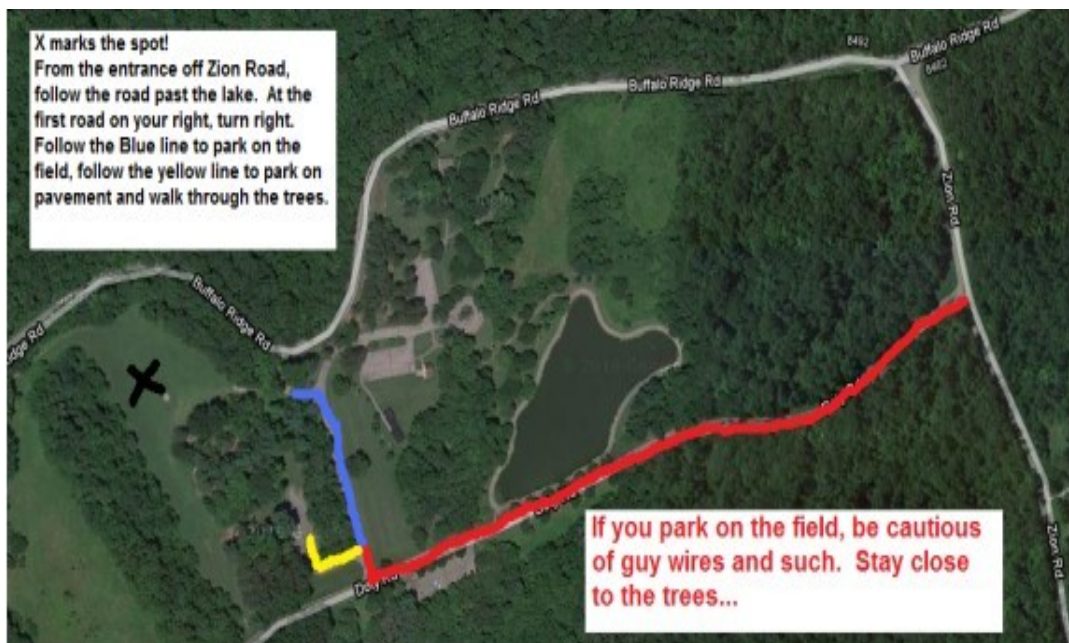 X marks the spot!
From the entrance off Zion Road,
follow the road past the lake. At the
first road on your right, turn right.
Follow the Blue line to park on the
field, follow the yellow line to park on
pavement and walk through the trees.
8492
Buffalo Ridge Rd
8482
Buffalo Ridge Rd
Buffalo Ridge Rd
Zion Rd
Buffalo Ridge Rd
idge Rd
If you park on the field, be cautious
of guy wires and such. Stay close
to the trees...
Zion Rd